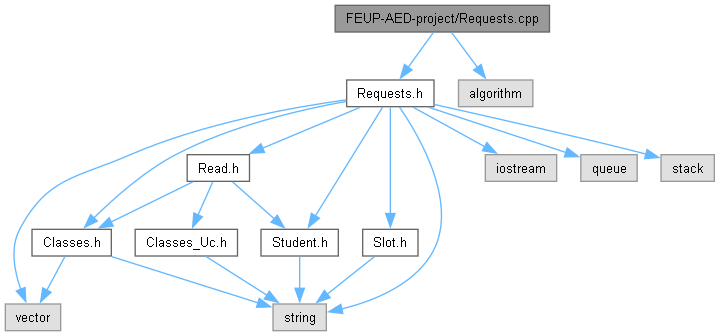 FEUP-AED-project/Requests.cpp
Requests.h
algorithm
Read.h
iostream
queue
stack
Classes.h
Classes_Uc.h
Student.h
Slot.h
vector
string